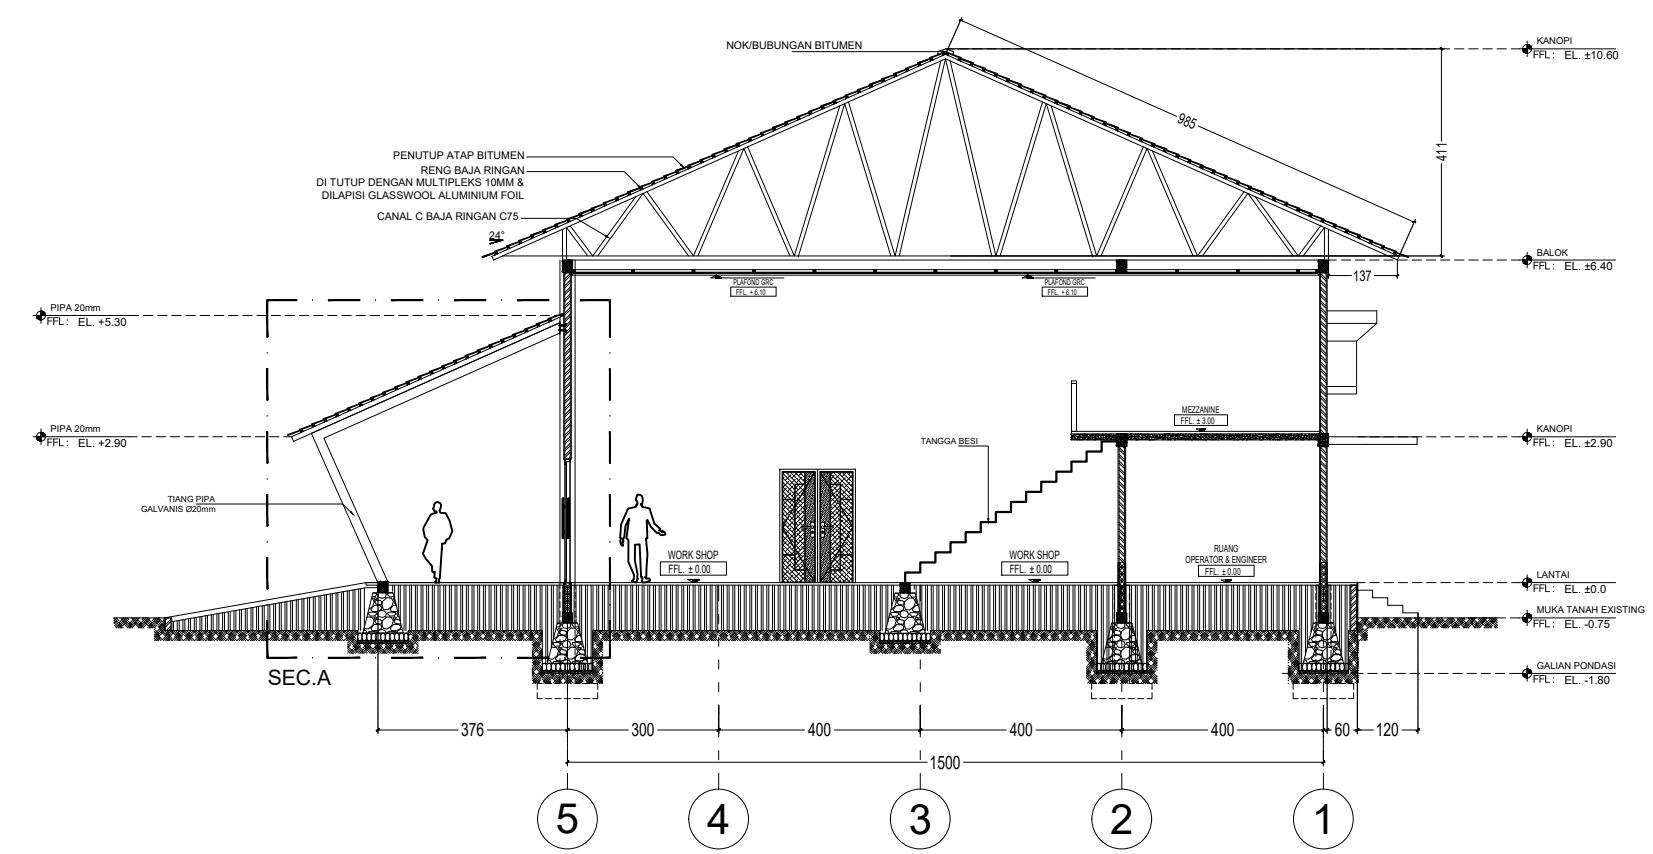 NOK/BUBUNGAN BITUMEN
KANOPI
FFL : EL. ±10.60
985
411
PENUTUP ATAP BITUMEN
RENG BAJA RINGAN
DI TUTUP DENGAN MULTIPLEKS 10MM &
DILAPISI GLASSWOOL ALUMINIUM FOIL
CANAL C BAJA RINGAN C75
24°
BALOK
FFL : EL. ±6.40
137
PLAFOND GRC
FFL. + 6.10
PLAFOND GRC
FFL. + 6.10
PIPA 20mm
FFL : EL. +5.30
MEZZANINE
FFL. ± 3.00
PIPA 20mm
FFL : EL. +2.90
TANGGA BESI
KANOPI
FFL : EL. ±2.90
TIANG PIPA
GALVANIS Ø20mm
WORK SHOP
FFL. ± 0.00
WORK SHOP
FFL. ± 0.00
RUANG
OPERATOR & ENGINEER
FFL. ± 0.00
LANTAI
FFL : EL. ±0.0
MUKA TANAH EXISTING
FFL : EL. -0.75
SEC.A
GALIAN PONDASI
FFL : EL. -1.80
376
300
400
400
400
60
120
1500
5
4
3
2
1